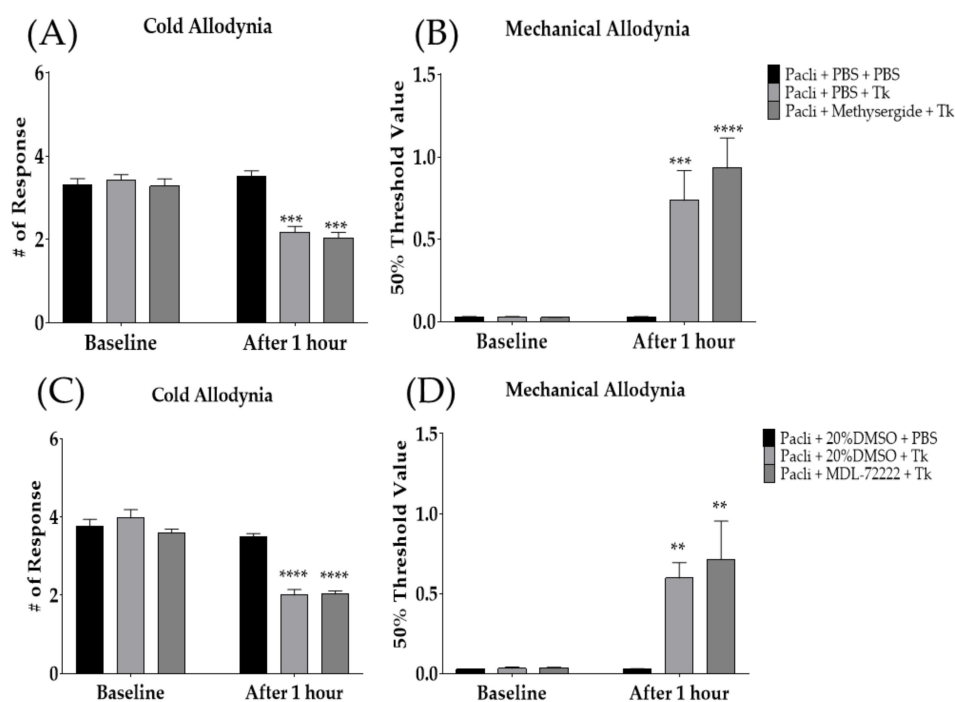 (A)
Cold Allodynia
# of Response
6
4
2
0
*** ***
Baseline After 1 hour
(B)
Mechanical Allodynia
50% Threshold Value
1.5
1.0
0.5
0.0
*** ****
Baseline After 1 hour
Pacli + PBS + PBS
Pacli + PBS + Tk
Pacli + Methysergide + Tk
(C)
Cold Allodynia
# of Response
6
4
2
0
**** ****
Baseline After 1 hour
(D)
Mechanical Allodynia
50% Threshold Value
1.5
1.0
0.5
0.0
** **
Baseline After 1 hour
Pacli + 20%DMSO + PBS
Pacli + 20%DMSO + Tk
Pacli + MDL-72222 + Tk